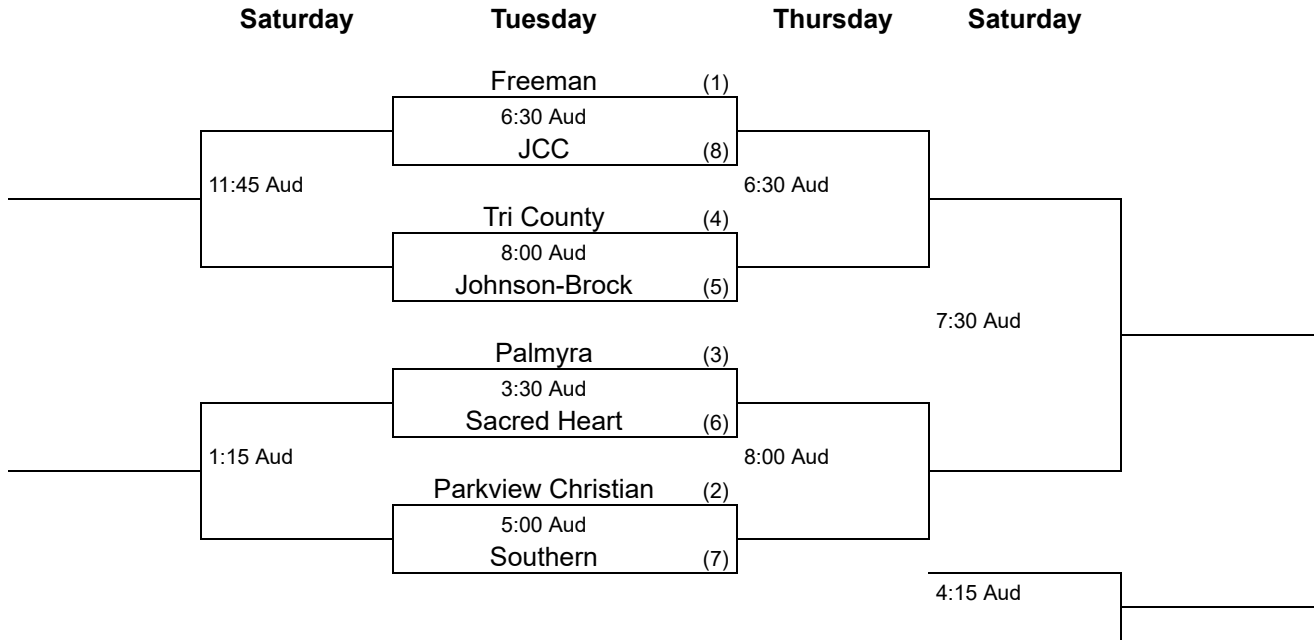 Saturday Tuesday Thursday Saturday
Freeman (1)
6:30 Aud
JCC (8)
11:45 Aud 6:30 Aud
Tri County (4)
8:00 Aud
Johnson-Brock (5)
7:30 Aud
Palmyra (3)
3:30 Aud
Sacred Heart (6)
1:15 Aud 8:00 Aud
Parkview Christian (2)
5:00 Aud
Southern (7)
4:15 Aud